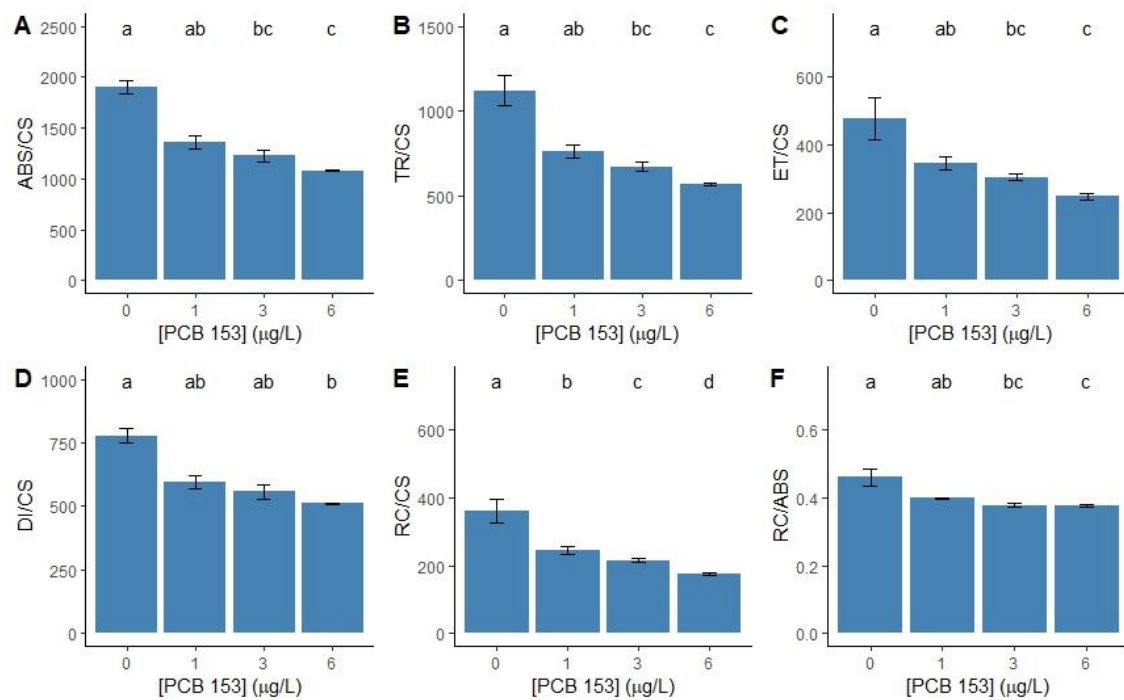 A
a ab bc c
2500
2000
1500
1000
500
0
ABS/CS
0 1 3 6
[PCB 153] (μg/L)
B
a ab bc c
1500
1000
500
0
TR/CS
0 1 3 6
[PCB 153] (μg/L)
C
a ab bc c
600
400
200
0
ET/CS
0 1 3 6
[PCB 153] (μg/L)
D
a ab ab b
1000
750
500
250
0
DI/CS
0 1 3 6
[PCB 153] (μg/L)
E
a b c d
600
400
200
0
RC/CS
0 1 3 6
[PCB 153] (μg/L)
F
a ab bc c
0.6
0.4
0.2
0.0
RC/ABS
0 1 3 6
[PCB 153] (μg/L)